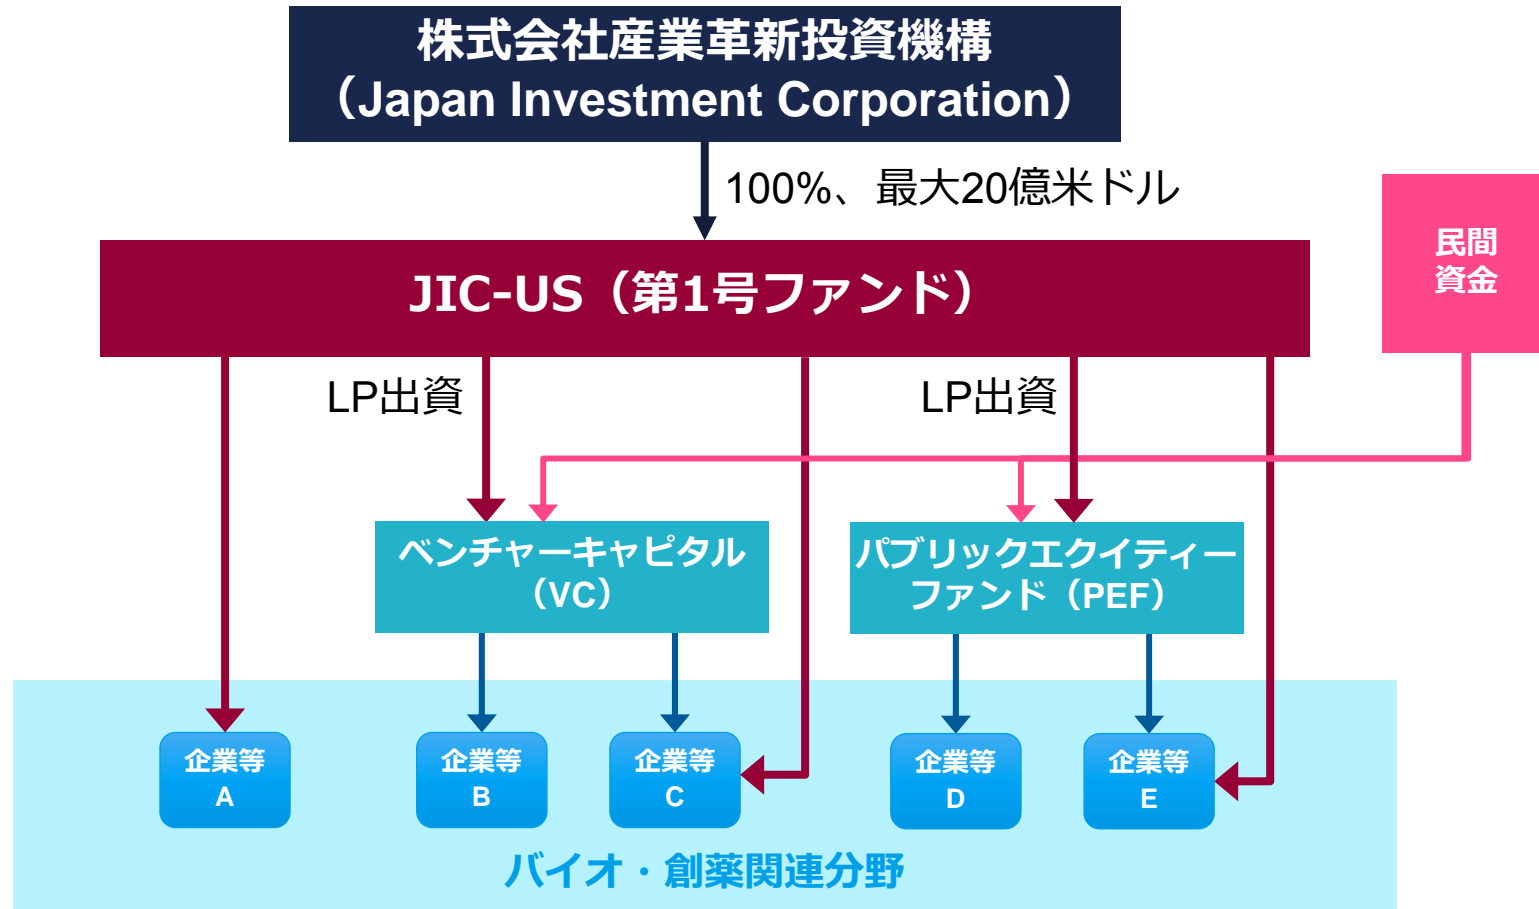 株式会社産業革新投資機構
（Japan Investment Corporation）
100%、最大20億米ドル
民間
資金
JIC-US（第1号ファンド）
LP出資
LP出資
ベンチャーキャピタル
（VC）
パブリックエクイティー
ファンド（PEF）
企業等
A
企業等
B
企業等
C
企業等
D
企業等
E
バイオ・創薬関連分野